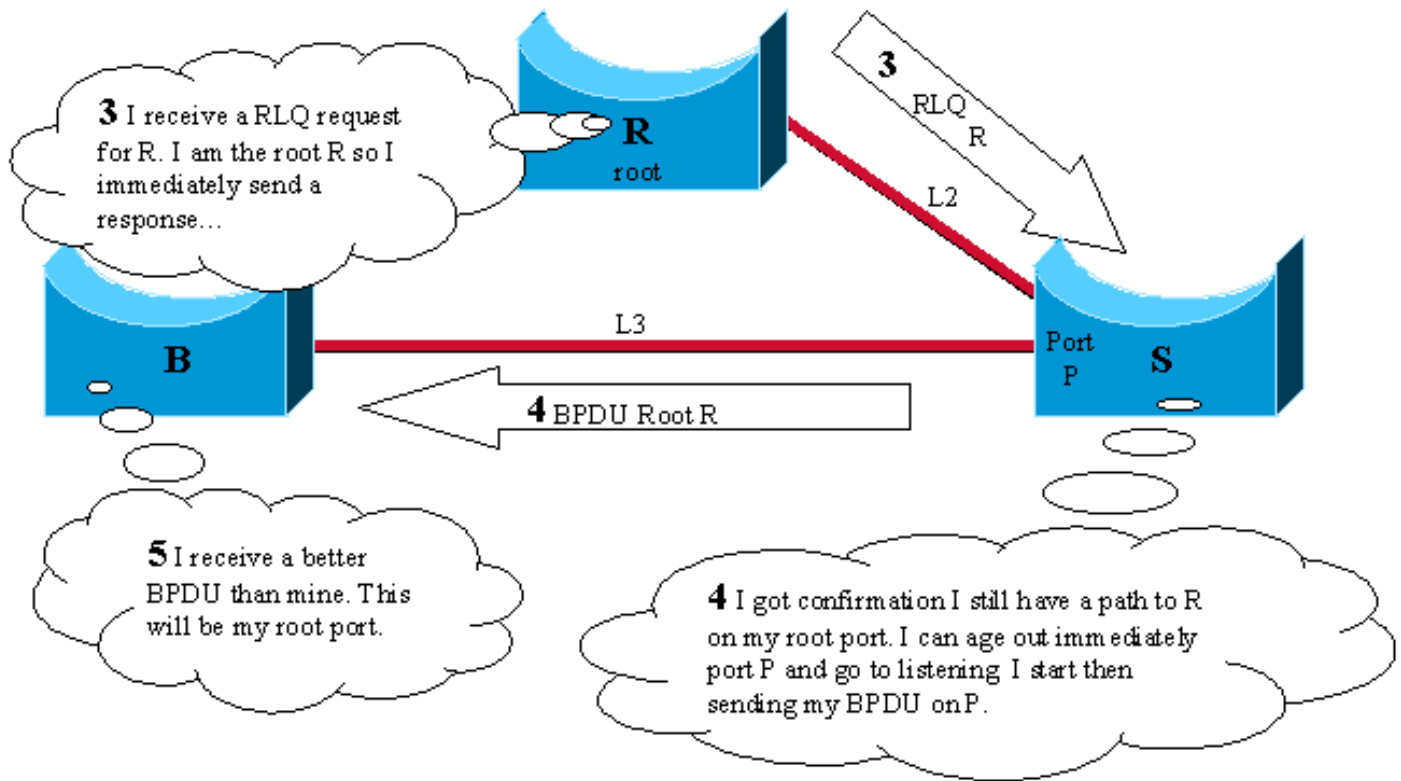 3 I receive a RLQ request
for R. I am the root R so I
immediately send a
response...
R
root
3
RLQ
R
L2
B
L3
Port
P
S
4 BPDU Root R
5 I receive a better
BPDU than mine. This
will be my root port.
4 I got confirmation I still have a path to R
on my root port. I can age out immediately
port P and go to listening. I start then
sending my BPDU on P.